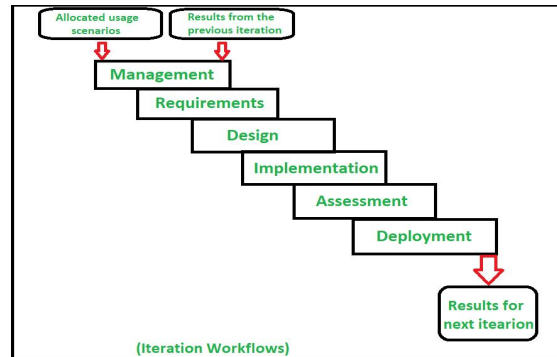 Allocated usage
scenarios
Results from the
previous iteration
Management
Requirements
Design
Implementation
Assessment
Deployment
Results for
next itearion
(Iteration Workflows)